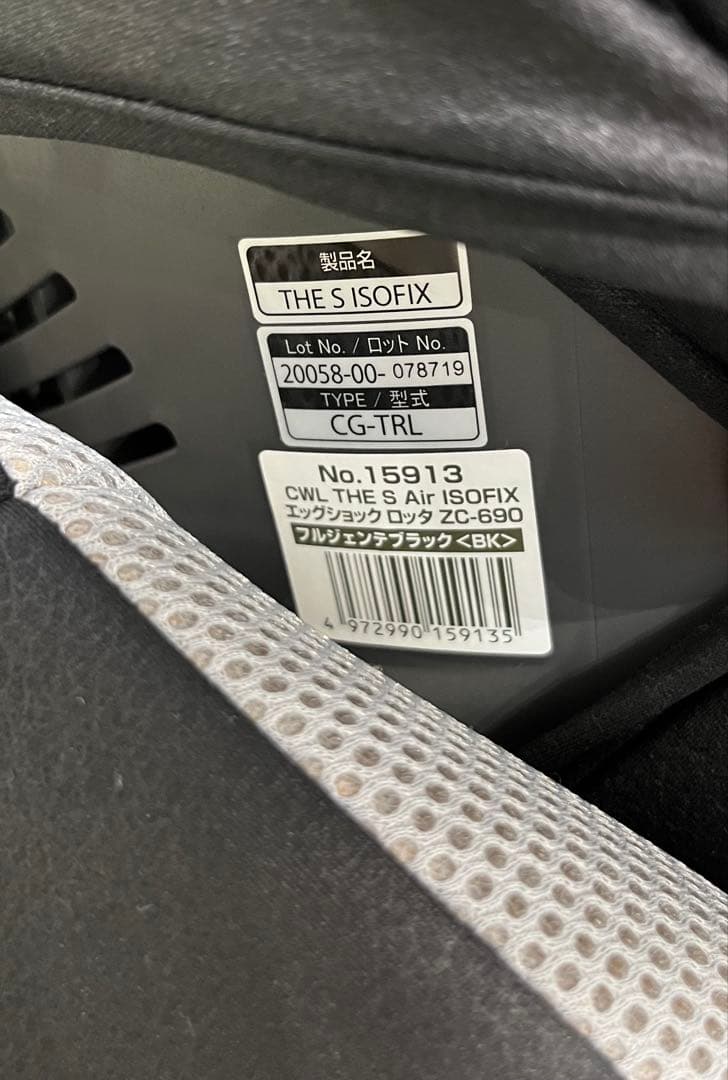 製品名
THE S ISOFIX
Lot No. / ロット No.
20058-00-078719
TYPE / 型式
CG-TRL
No.15913
CWL THE S Air ISOFIX
エッグショック ロッタ ZC-690
フルジェンテブラック<BK>
4 972990 159135